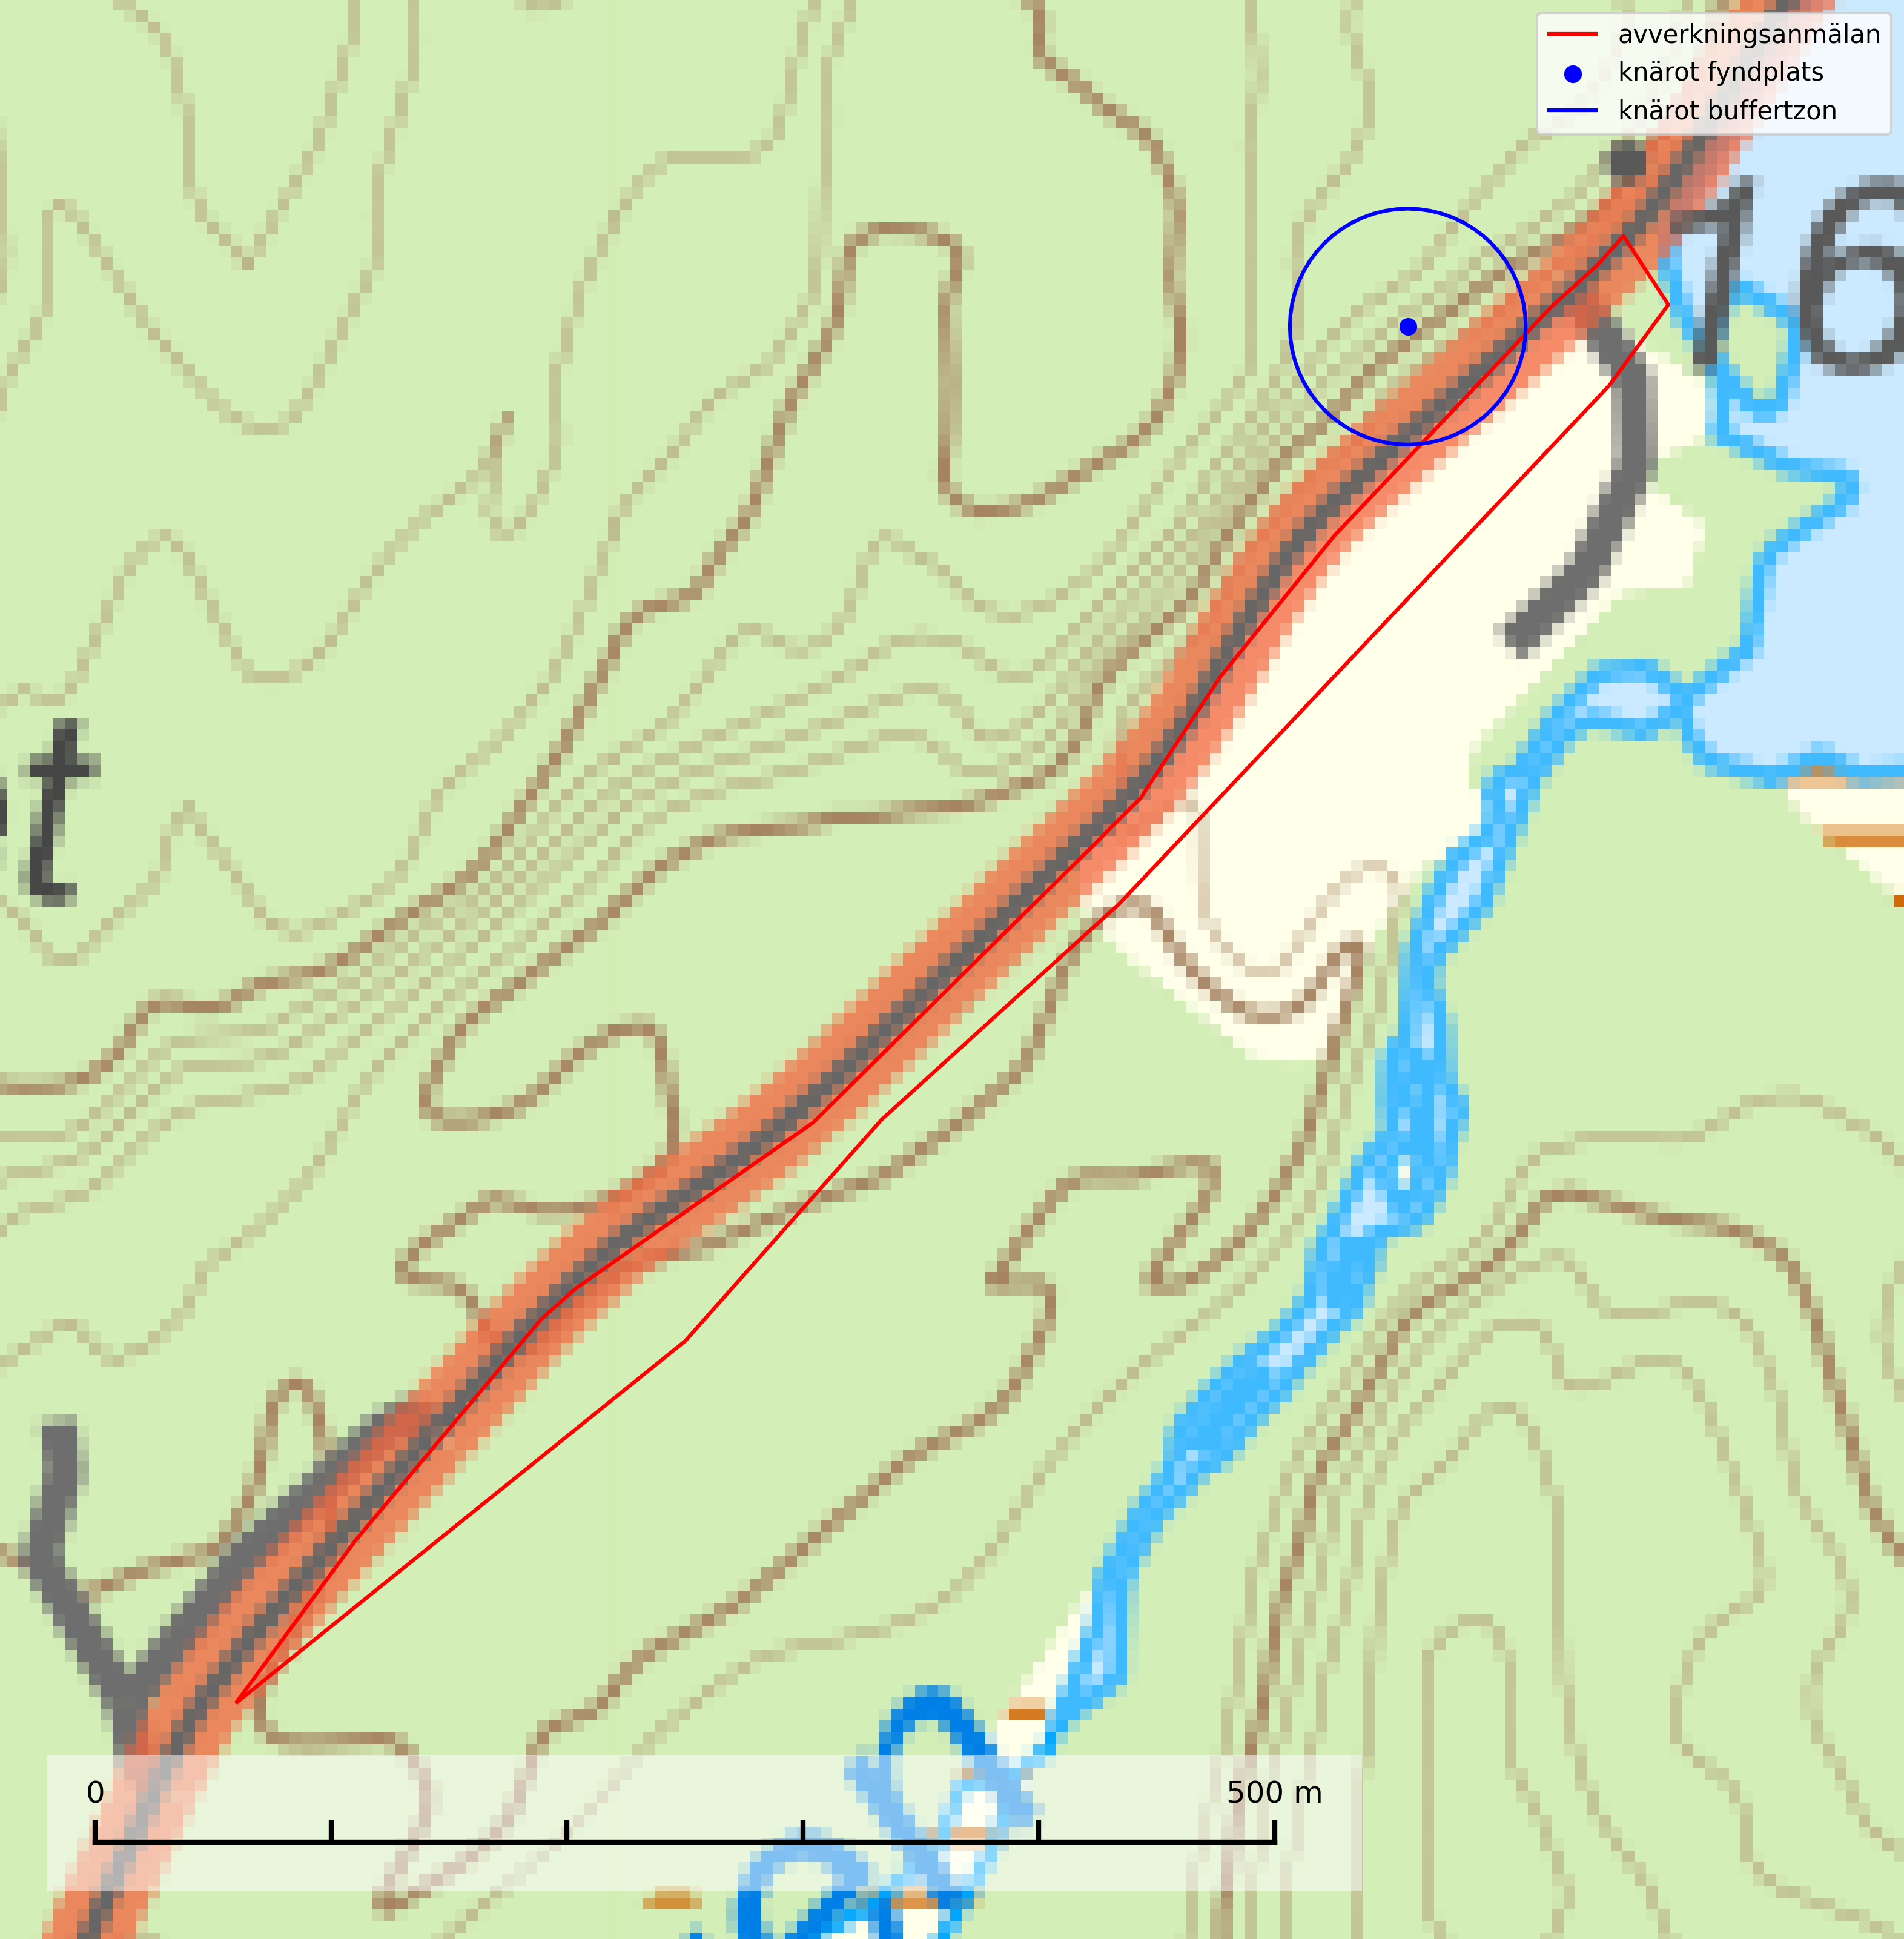 avverkningsanmälan
knärot fyndplats
knärot buffertzon
16
t
0 500 m